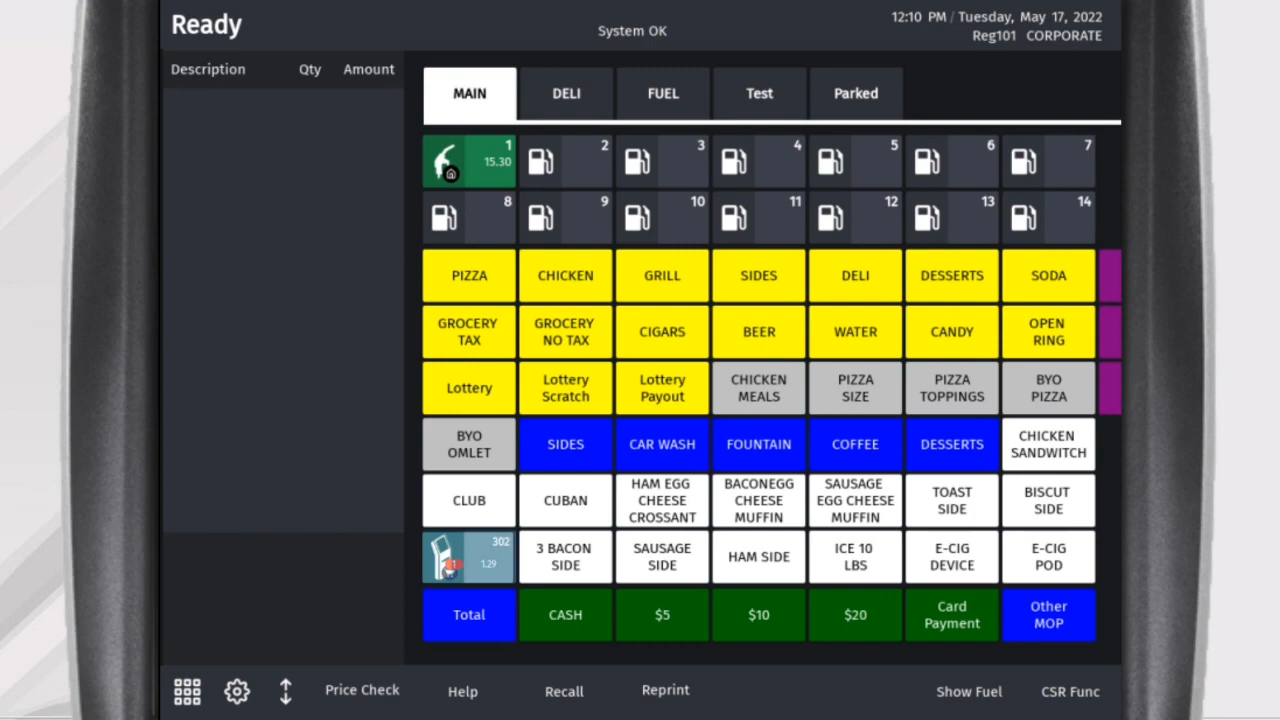 Ready
System OK
12:10 PM / Tuesday, May 17, 2022
Reg101 CORPORATE
Description Qty Amount
MAIN DELI FUEL Test Parked
1 2 3 4 5 6 7
15.30
8 9 10 11 12 13 14
PIZZA CHICKEN GRILL SIDES DELI DESSERTS SODA
GROCERY TAX
GROCERY NO TAX
CIGARS
BEER
WATER
CANDY
OPEN RING
Lottery
Lottery Scratch
Lottery Payout
CHICKEN MEALS
PIZZA SIZE
PIZZA TOPPINGS
BYO PIZZA
BYO OMLET
SIDES
CAR WASH
FOUNTAIN
COFFEE
DESSERTS
CHICKEN SANDWITCH
CLUB
CUBAN
HAM EGG CHEESE CROSSANT
BACONEGG CHEESE MUFFIN
SAUSAGE EGG CHEESE MUFFIN
TOAST SIDE
BISCUT SIDE
302
1.29
3 BACON SIDE
SAUSAGE SIDE
HAM SIDE
ICE 10 LBS
E-CIG DEVICE
E-CIG POD
Total
CASH
$5
$10
$20
Card Payment
Other MOP
Price Check Help Recall Reprint Show Fuel CSR Func